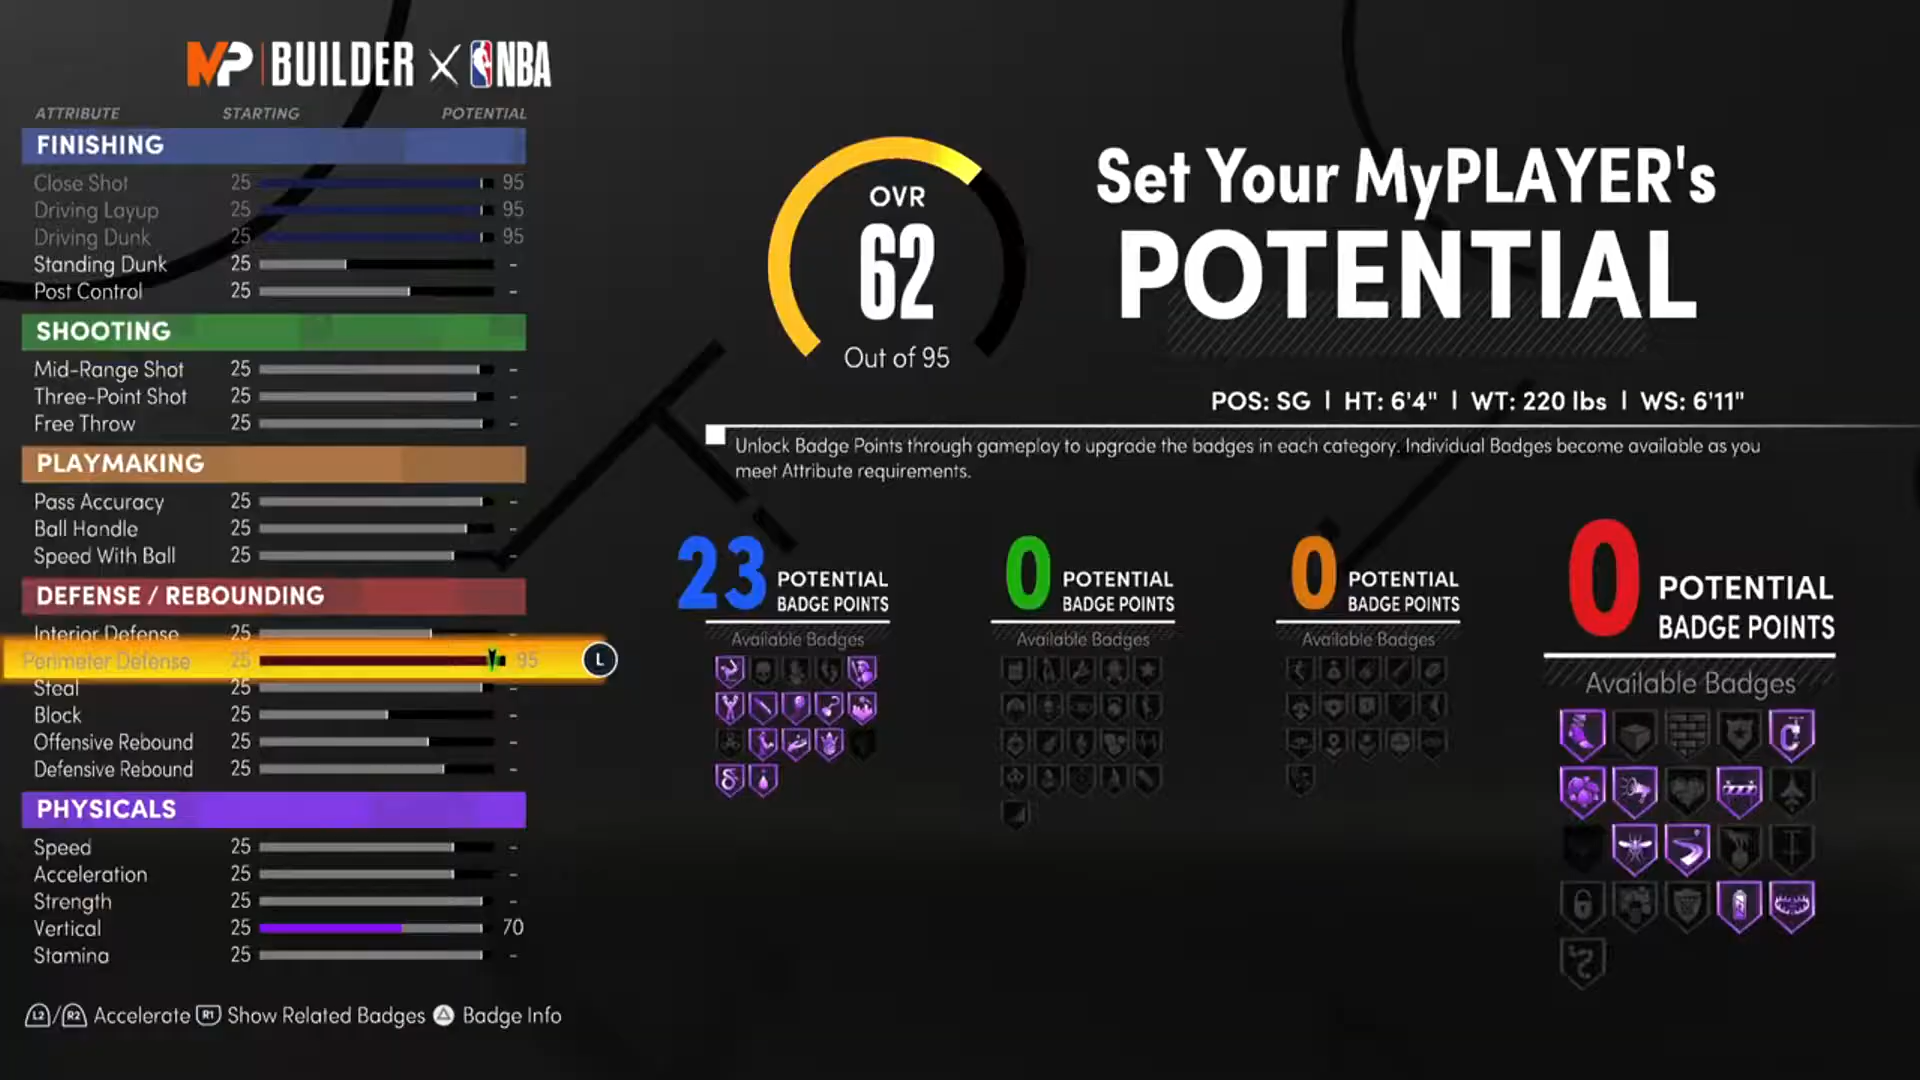 MP | BUILDER X NBA
ATTRIBUTE STARTING POTENTIAL
FINISHING
Close Shot 25 95
Driving Layup 25 95
Driving Dunk 25 95
Standing Dunk 25 -
Post Control 25 -
SHOOTING
Mid-Range Shot 25 -
Three-Point Shot 25 -
Free Throw 25 -
PLAYMAKING
Pass Accuracy 25 -
Ball Handle 25 -
Speed With Ball 25 -
DEFENSE / REBOUNDING
Interior Defense 25 -
Perimeter Defense 25 95 L
Steal 25 -
Block 25 -
Offensive Rebound 25 -
Defensive Rebound 25 -
PHYSICALS
Speed 25 -
Acceleration 25 -
Strength 25 -
Vertical 25 70
Stamina 25 -
L2/R2 Accelerate R1 Show Related Badges Badge Info
OVR
62
Out of 95
Set Your MyPLAYER's
POTENTIAL
POS: SG | HT: 6'4" | WT: 220 lbs | WS: 6'11"
Unlock Badge Points through gameplay to upgrade the badges in each category. Individual Badges become available as you
meet Attribute requirements.
23 POTENTIAL
BADGE POINTS
Available Badges
0 POTENTIAL
BADGE POINTS
Available Badges
0 POTENTIAL
BADGE POINTS
Available Badges
0 POTENTIAL
BADGE POINTS
Available Badges